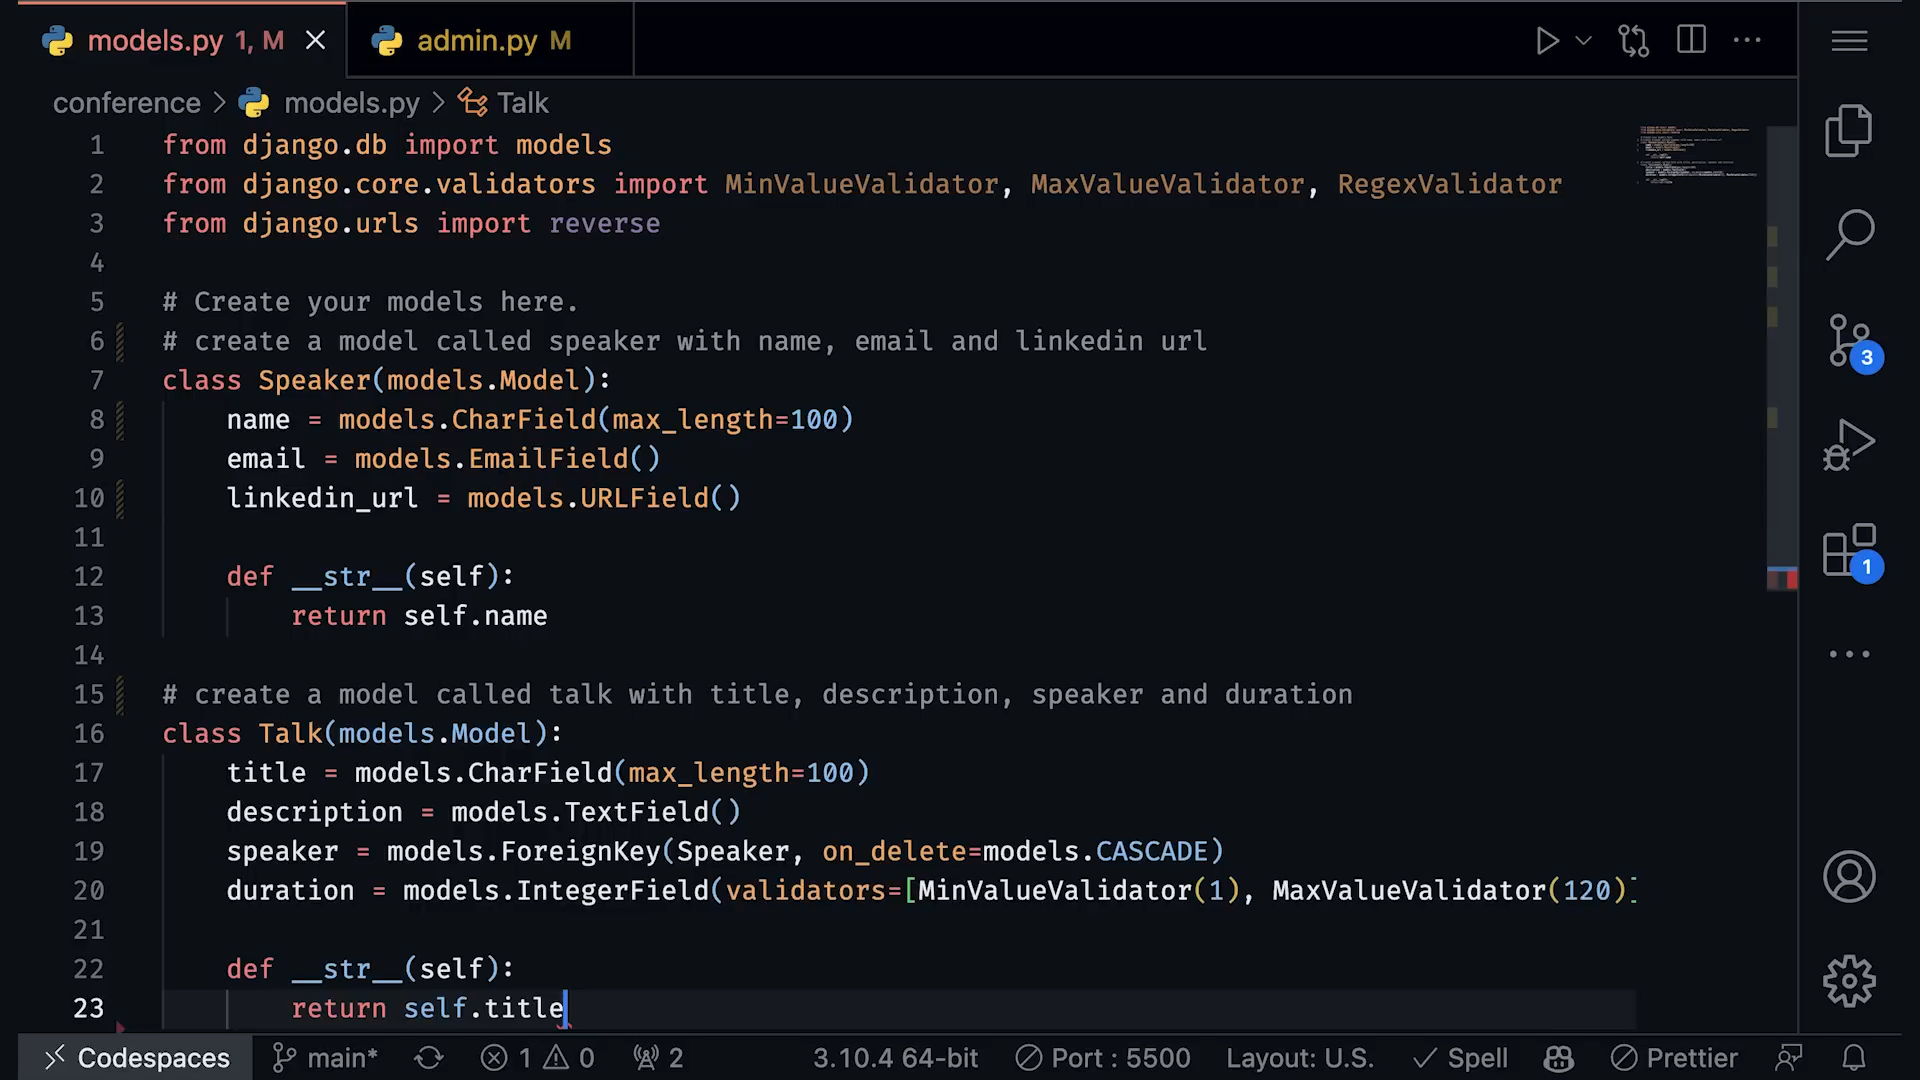 models.py 1, M
admin.py M
conference > models.py > Talk
1 from django.db import models
2 from django.core.validators import MinValueValidator, MaxValueValidator, RegexValidator
3 from django.urls import reverse
4
5 # Create your models here.
6 # create a model called speaker with name, email and linkedin url
7 class Speaker(models.Model):
8     name = models.CharField(max_length=100)
9     email = models.EmailField()
10     linkedin_url = models.URLField()
11
12     def __str__(self):
13         return self.name
14
15 # create a model called talk with title, description, speaker and duration
16 class Talk(models.Model):
17     title = models.CharField(max_length=100)
18     description = models.TextField()
19     speaker = models.ForeignKey(Speaker, on_delete=models.CASCADE)
20     duration = models.IntegerField(validators=[MinValueValidator(1), MaxValueValidator(120)]
21
22     def __str__(self):
23         return self.title
3
1
Codespaces main* 1 0 2 3.10.4 64-bit Port : 5500 Layout: U.S. Spell Prettier